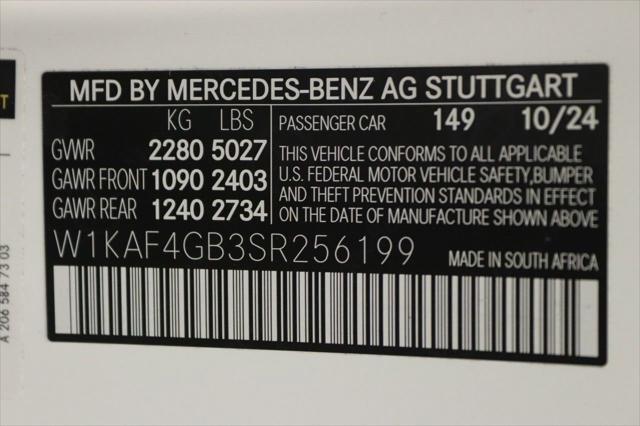 MFD BY MERCEDES-BENZ AG STUTTGART
KG LBS
GVWR 2280 5027
GAWR FRONT 1090 2403
GAWR REAR 1240 2734
PASSENGER CAR 149 10/24
THIS VEHICLE CONFORMS TO ALL APPLICABLE
U.S. FEDERAL MOTOR VEHICLE SAFETY, BUMPER
AND THEFT PREVENTION STANDARDS IN EFFECT
ON THE DATE OF MANUFACTURE SHOWN ABOVE
W1KAF4GB3SR256199
MADE IN SOUTH AFRICA
A 206 584 73 03
T